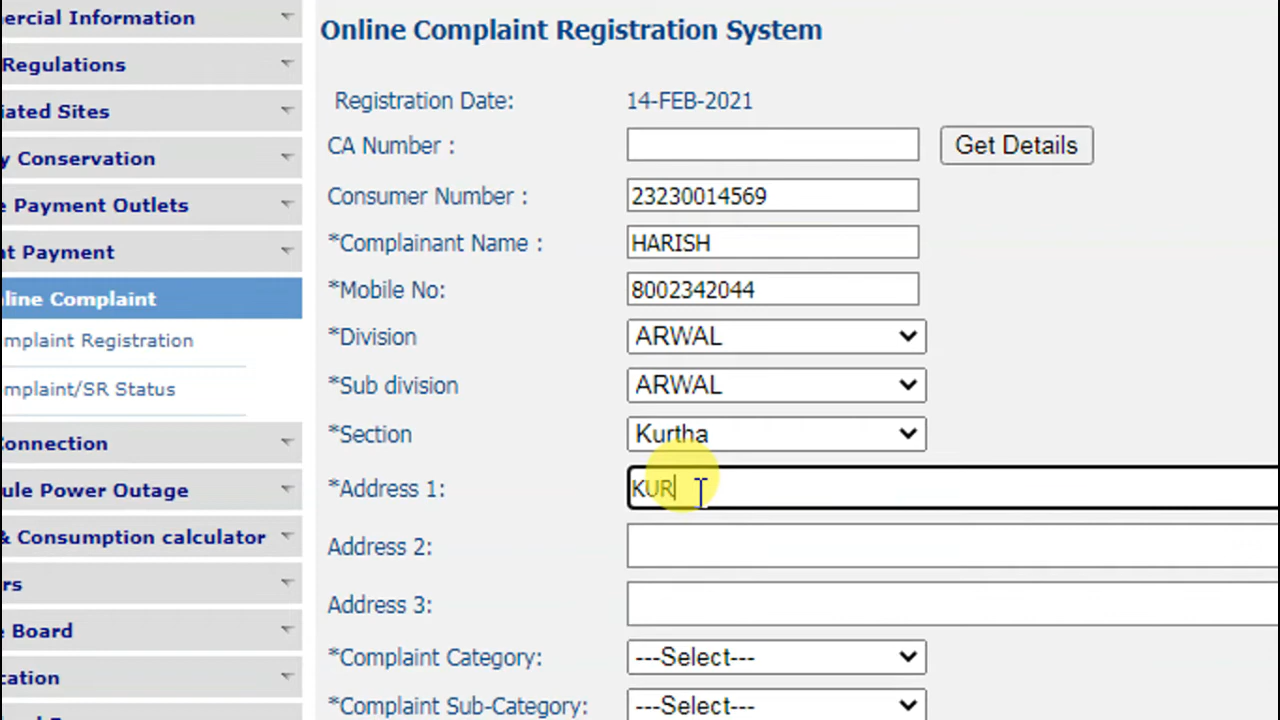 ercial Information
Regulations
iated Sites
y Conservation
e Payment Outlets
nt Payment
nline Complaint
mplaint Registration
mplaint/SR Status
Connection
ule Power Outage
& Consumption calculator
rs
e Board
cation
Online Complaint Registration System
Registration Date: 14-FEB-2021
CA Number : Get Details
Consumer Number : 23230014569
*Complainant Name : HARISH
*Mobile No: 8002342044
*Division ARWAL
*Sub division ARWAL
*Section Kurtha
*Address 1: KUR
Address 2:
Address 3:
*Complaint Category: ---Select---
*Complaint Sub-Category: ---Select---